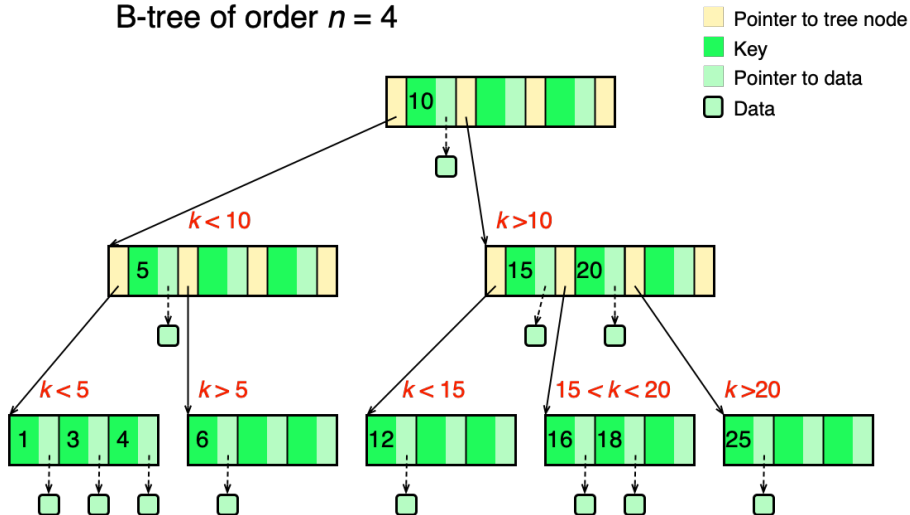 B-tree of order n = 4
Pointer to tree node
Key
Pointer to data
Data
10
k < 10
k >10
5
15 20
k < 5
k > 5
k < 15
15 < k < 20
k >20
1 3 4
6
12
16 18
25